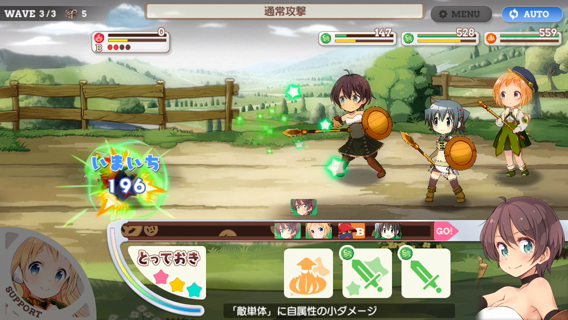 WAVE 3/3 5
通常攻撃
MENU
AUTO
0
B
147
528
559
いまいち
196
B
GO!
とっておき
SUPPORT
「敵単体」に自属性の小ダメージ